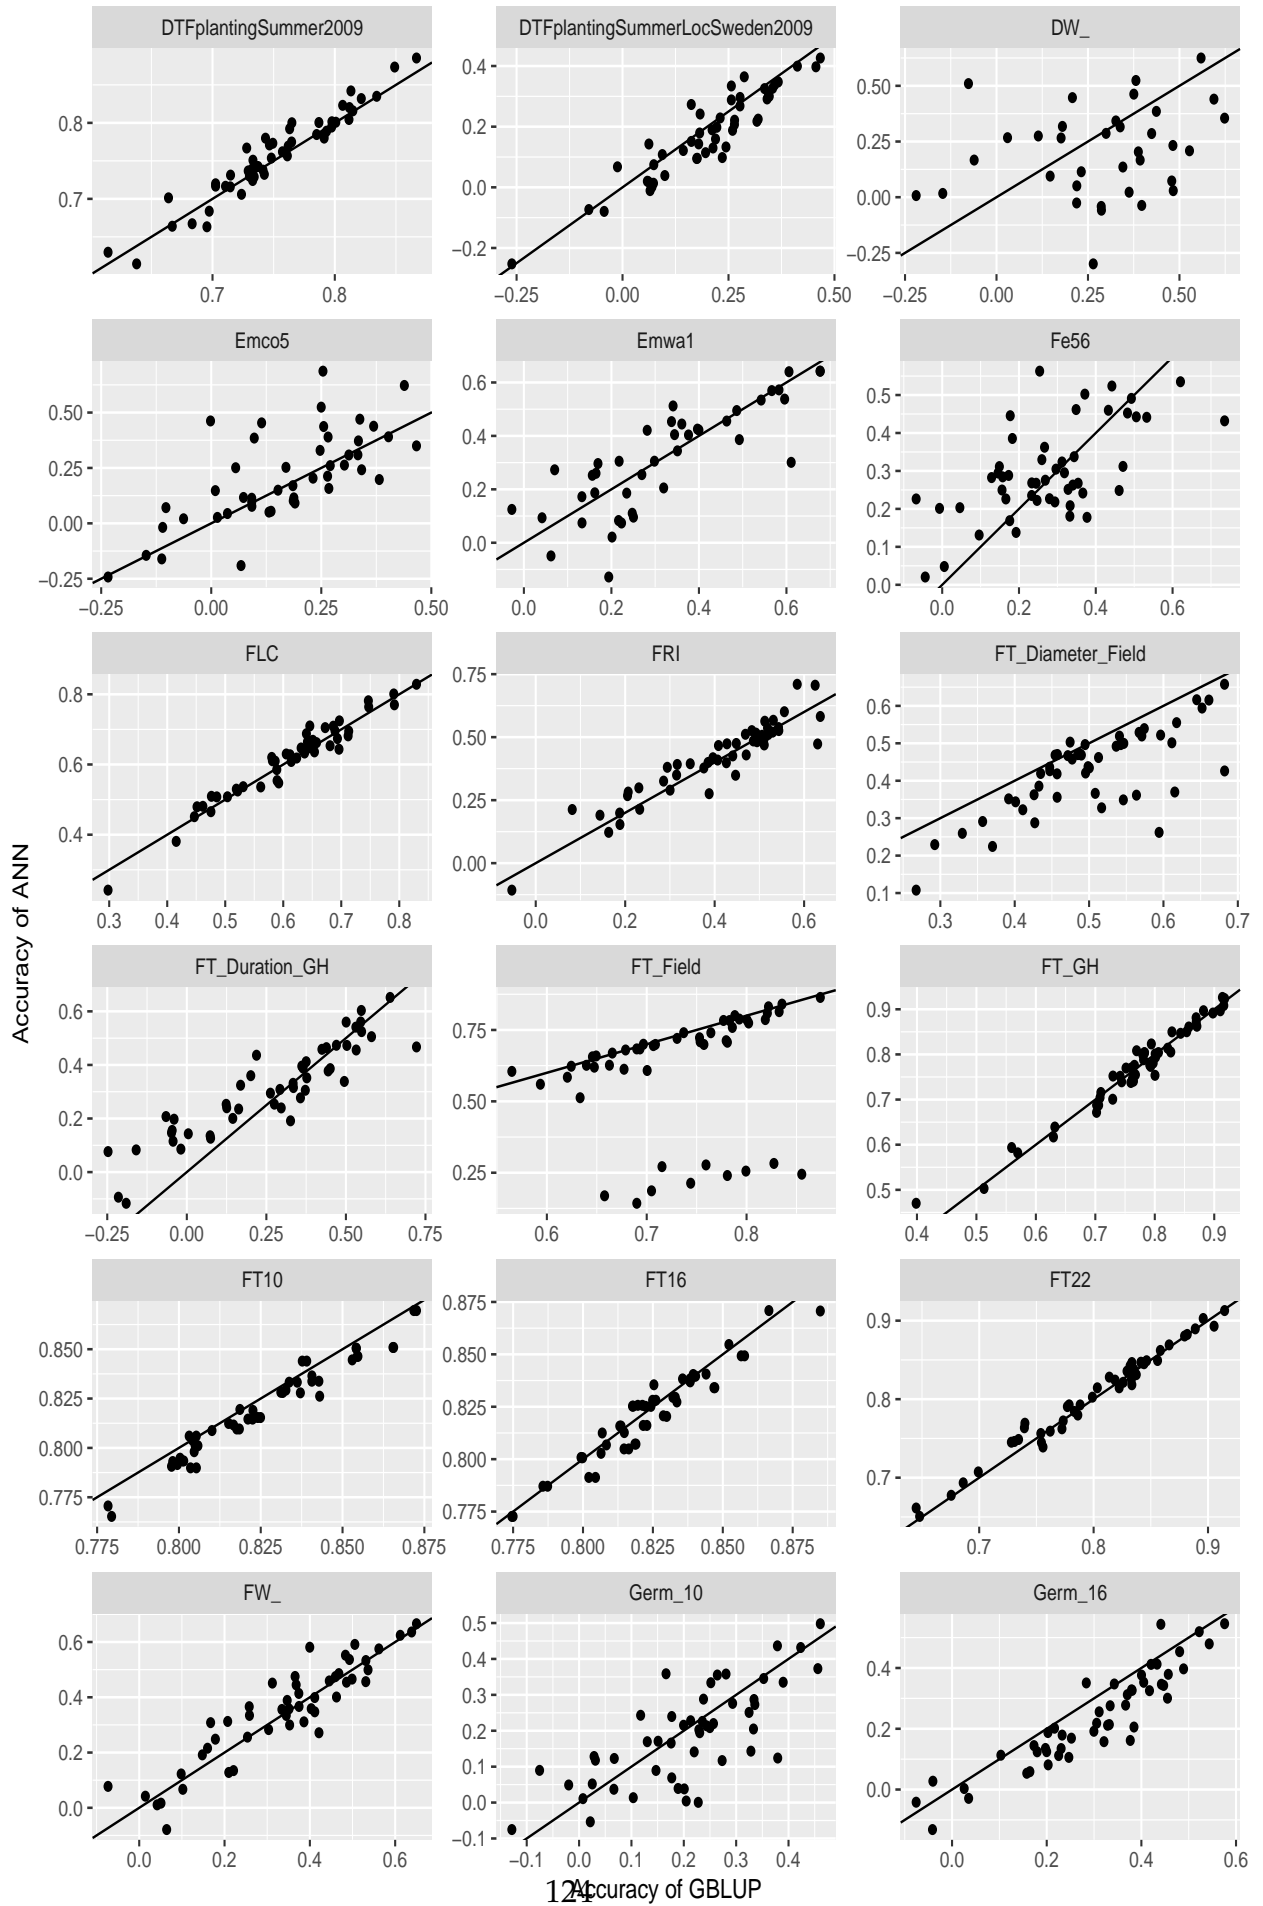 DTFplantingSummer2009 DTFplantingSummerLocSweden2009 DW_
0.8 0.7
0.7 0.8
0.4 0.2 0.0 −0.2
−0.25 0.00 0.25 0.50
0.50 0.25 0.00 −0.25
−0.25 0.00 0.25 0.50
Emco5 Emwa1 Fe56
0.50 0.25 0.00 −0.25
−0.25 0.00 0.25 0.50
0.6 0.4 0.2 0.0
0.0 0.2 0.4 0.6
0.5 0.4 0.3 0.2 0.1 0.0
0.0 0.2 0.4 0.6
FLC FRI FT_Diameter_Field
0.8 0.6 0.4
0.3 0.4 0.5 0.6 0.7 0.8
0.75 0.50 0.25 0.00
0.0 0.2 0.4 0.6
0.6 0.5 0.4 0.3 0.2 0.1
0.3 0.4 0.5 0.6 0.7
Accuracy of ANN
FT_Duration_GH FT_Field FT_GH
0.6 0.4 0.2 0.0
−0.25 0.00 0.25 0.50 0.75
0.75 0.50 0.25
0.6 0.7 0.8
0.9 0.8 0.7 0.6 0.5
0.4 0.5 0.6 0.7 0.8 0.9
FT10 FT16 FT22
0.850 0.825 0.800 0.775
0.775 0.800 0.825 0.850 0.875
0.875 0.850 0.825 0.800 0.775
0.775 0.800 0.825 0.850 0.875
0.9 0.8 0.7
0.7 0.8 0.9
FW_ Germ_10 Germ_16
0.6 0.4 0.2 0.0
0.0 0.2 0.4 0.6
0.5 0.4 0.3 0.2 0.1 0.0 −0.1
−0.1 0.0 0.1 0.2 0.3 0.4
0.4 0.2 0.0
0.0 0.2 0.4 0.6
Accuracy of GBLUP
124